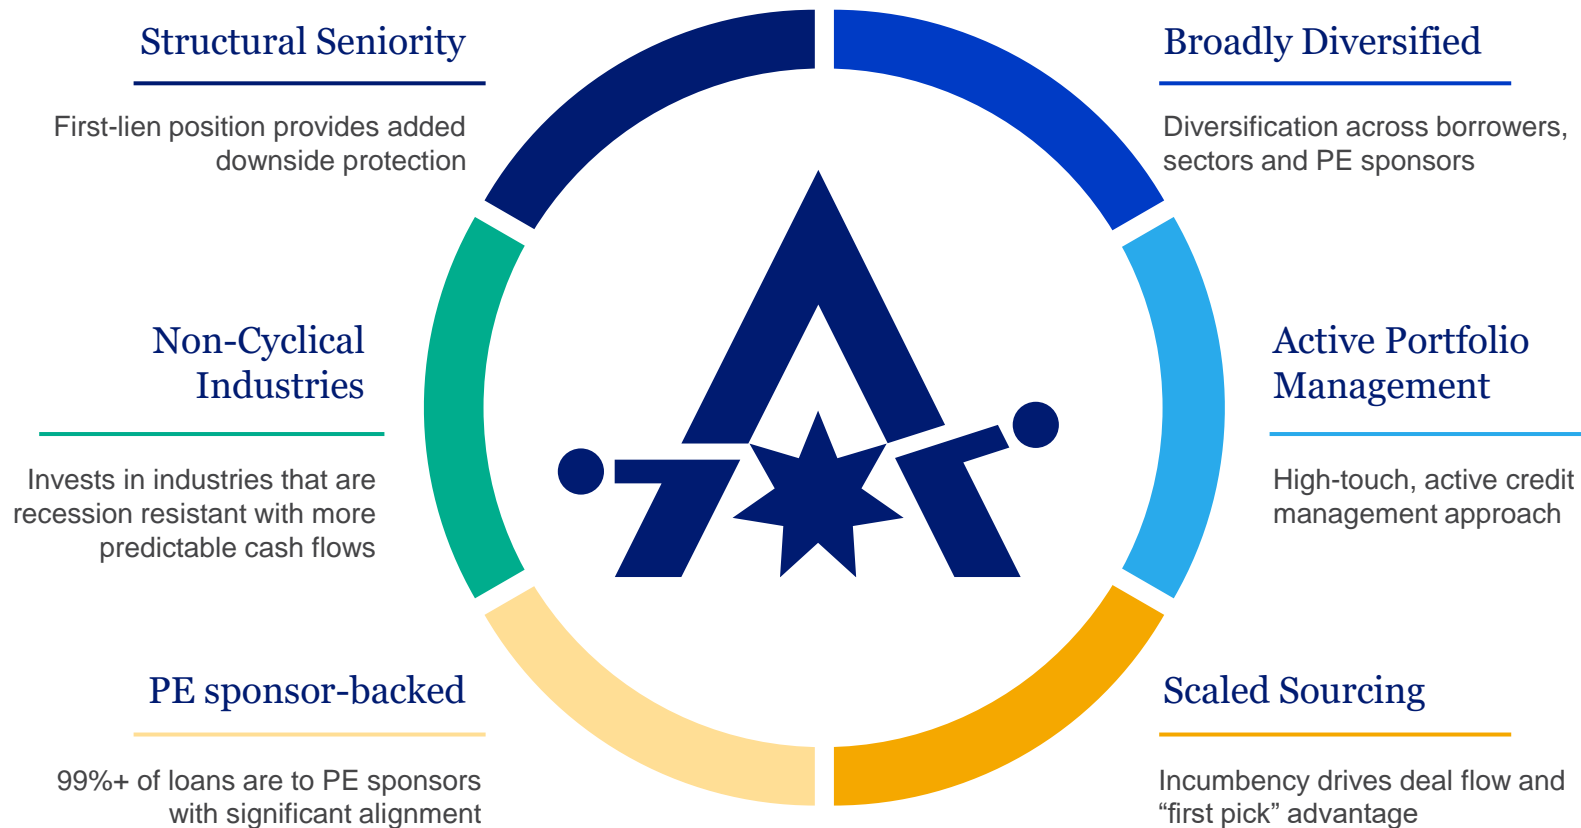 Structural Seniority
First-lien position provides added
downside protection
Broadly Diversified
Diversification across borrowers,
sectors and PE sponsors
Non-Cyclical
Industries
Invests in industries that are
recession resistant with more
predictable cash flows
Active Portfolio
Management
High-touch, active credit
management approach
PE sponsor-backed
99%+ of loans are to PE sponsors
with significant alignment
Scaled Sourcing
Incumbency drives deal flow and
“first pick” advantage